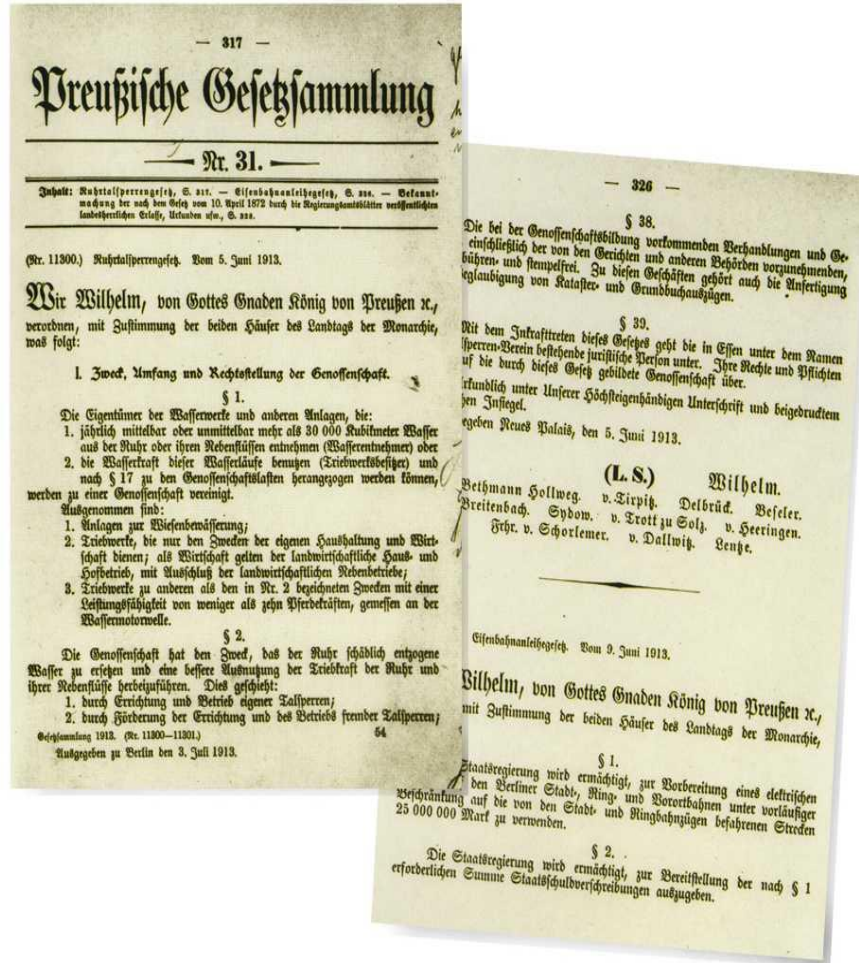 — 317 —
Preußische Gesetzsammlung
— Nr. 31. —
Inhalt: Ruhrtalsperrengesetz, S. 317. — Eisenbahnanleihegesetz, S. 326. — Bekannt-
machung der nach dem Gesetz vom 10. April 1872 durch die Regierungsamtsblätter veröffentlichten
landesherrlichen Erlasse, Urkunden usw., S. 328.
(Nr. 11300.) Ruhrtalsperrengesetz. Vom 5. Juni 1913.
Wir Wilhelm, von Gottes Gnaden König von Preußen ꝛc.,
verordnen, mit Zustimmung der beiden Häuser des Landtags der Monarchie,
was folgt:
I. Zweck, Umfang und Rechtsstellung der Genossenschaft.
§ 1.
Die Eigentümer der Wasserwerke und anderen Anlagen, die:
1. jährlich mittelbar oder unmittelbar mehr als 30 000 Kubikmeter Wasser
aus der Ruhr oder ihren Nebenflüssen entnehmen (Wasserentnehmer) oder
2. die Wasserkraft dieser Wasserläufe benutzen (Triebwerksbesitzer) und
nach § 17 zu den Genossenschaftslasten herangezogen werden können,
werden zu einer Genossenschaft vereinigt.
Ausgenommen sind:
1. Anlagen zur Wiesenbewässerung;
2. Triebwerke, die nur den Zwecken der eigenen Haushaltung und Wirt-
schaft dienen; als Wirtschaft gelten der landwirtschaftliche Haus- und
Hofbetrieb, mit Ausschluß der landwirtschaftlichen Nebenbetriebe;
3. Triebwerke zu anderen als den in Nr. 2 bezeichneten Zwecken mit einer
Leistungsfähigkeit von weniger als zehn Pferdekräften, gemessen an der
Wassermotorwelle.
§ 2.
Die Genossenschaft hat den Zweck, das der Ruhr schädlich entzogene
Wasser zu ersetzen und eine bessere Ausnutzung der Triebkraft der Ruhr und
ihrer Nebenflüsse herbeizuführen. Dies geschieht:
1. durch Errichtung und Betrieb eigener Talsperren;
2. durch Förderung der Errichtung und des Betriebs fremder Talsperren;
Gesetzsammlung 1913. (Nr. 11300—11301.) 54
Ausgegeben zu Berlin den 3. Juli 1913.
— 326 —
§ 38.
Die bei der Genossenschaftsbildung vorkommenden Verhandlungen und Ge-
einschließlich der von den Gerichten und anderen Behörden vorzunehmenden,
bühren- und stempelfrei. Zu diesen Geschäften gehört auch die Anfertigung
eglaubigung von Kataster- und Grundbuchauszügen.
§ 39.
Mit dem Inkrafttreten dieses Gesetzes geht die in Essen unter dem Namen
lsperren-Verein bestehende juristische Person unter. Ihre Rechte und Pflichten
uf die durch dieses Gesetz gebildete Genossenschaft über.
rkundlich unter Unserer Höchsteigenhändigen Unterschrift und beigedrucktem
hen Insiegel.
egeben Neues Palais, den 5. Juni 1913.
(L. S.) Wilhelm.
Bethmann Hollweg. v. Tirpitz. Delbrück. Beseler.
Breitenbach. Sydow. v. Trott zu Solz. v. Heeringen.
Frhr. v. Schorlemer. v. Dallwitz. Lentze.
Eisenbahnanleihegesetz. Vom 9. Juni 1913.
Wilhelm, von Gottes Gnaden König von Preußen ꝛc.,
mit Zustimmung der beiden Häuser des Landtags der Monarchie,
§ 1.
Staatsregierung wird ermächtigt, zur Vorbereitung eines elektrischen
den Berliner Stadt-, Ring- und Vorortbahnen unter vorläufiger
Beschränkung auf die von den Stadt- und Ringbahnzügen befahrenen Strecken
25 000 000 Mark zu verwenden.
§ 2.
Die Staatsregierung wird ermächtigt, zur Bereitstellung der nach § 1
erforderlichen Summe Staatsschuldverschreibungen auszugeben.